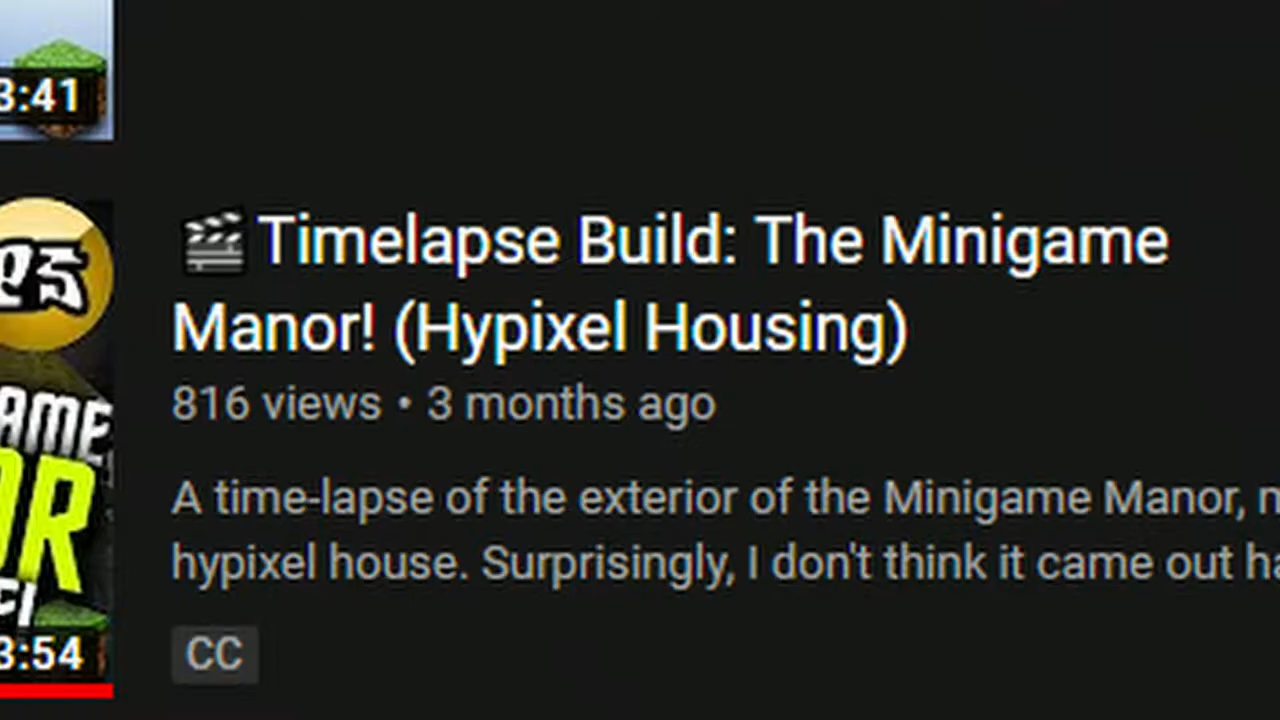 3:41
🎬Timelapse Build: The Minigame
Manor! (Hypixel Housing)
816 views • 3 months ago
A time-lapse of the exterior of the Minigame Manor,
hypixel house. Surprisingly, I don't think it came out
CC
3:54